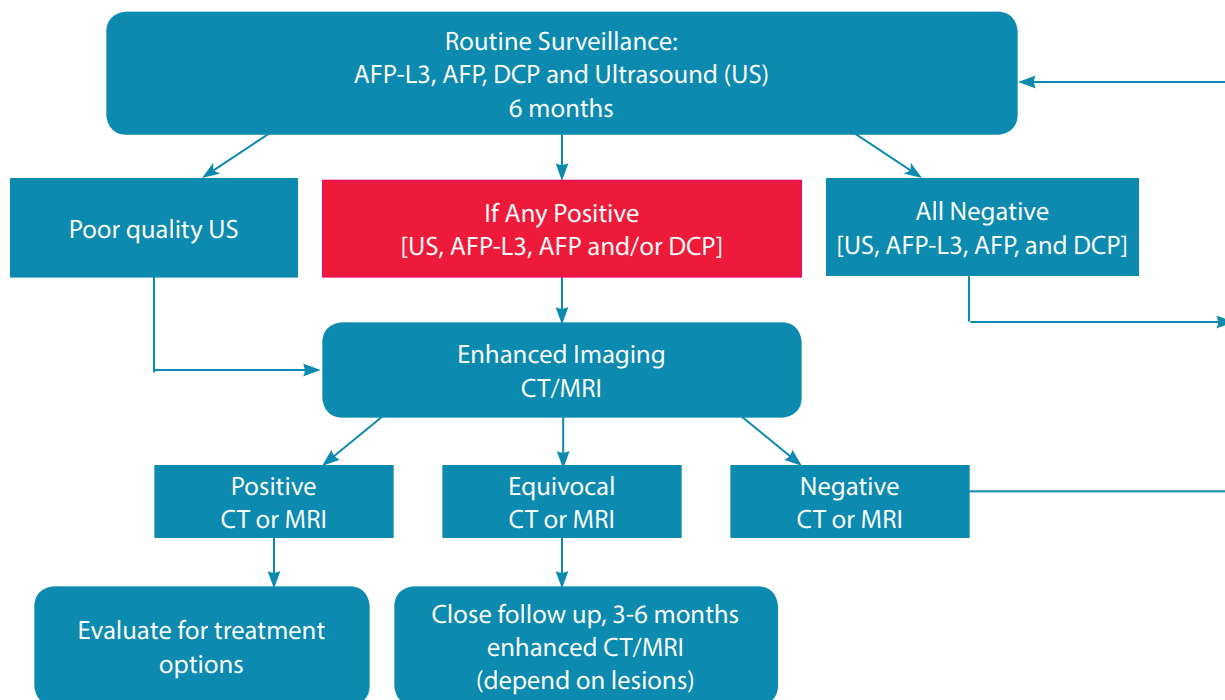 Routine Surveillance:
AFP-L3, AFP, DCP and Ultrasound (US)
6 months
Poor quality US
If Any Positive
[US, AFP-L3, AFP and/or DCP]
All Negative
[US, AFP-L3, AFP, and DCP]
Enhanced Imaging
CT/MRI
Positive
CT or MRI
Equivocal
CT or MRI
Negative
CT or MRI
Evaluate for treatment
options
Close follow up, 3-6 months
enhanced CT/MRI
(depend on lesions)